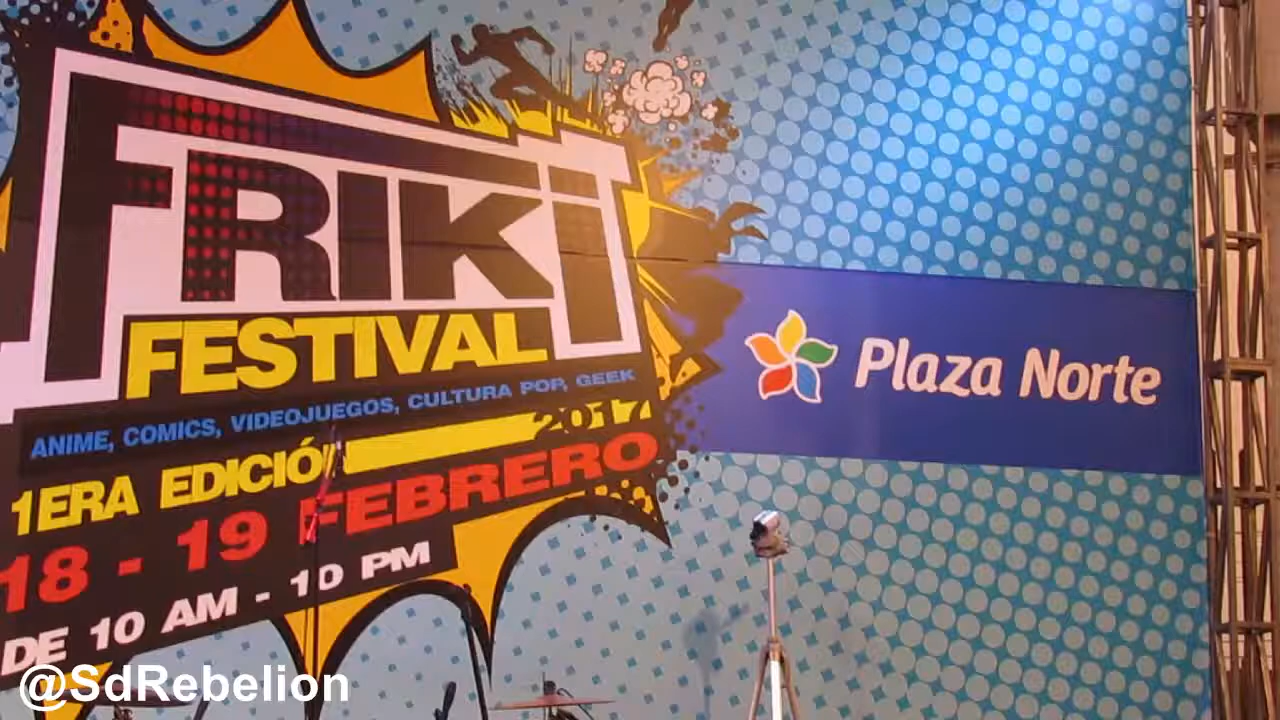 FRIKI
FESTIVAL
ANIME, COMICS, VIDEOJUEGOS, CULTURA POP, GEEK
1ERA EDICIÓN 2017
18 - 19 FEBRERO
DE 10 AM - 10 PM
Plaza Norte
@SdRebelion